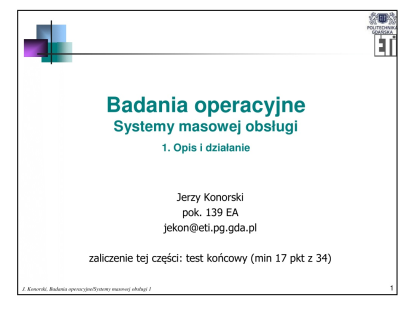 POLITECHNIKA
GDAŃSKA
ETI
Badania operacyjne
Systemy masowej obsługi
1. Opis i działanie
Jerzy Konorski
pok. 139 EA
jekon@eti.pg.gda.pl
zaliczenie tej części: test końcowy (min 17 pkt z 34)
J. Konorski, Badania operacyjne/Systemy masowej obsługi 1
1